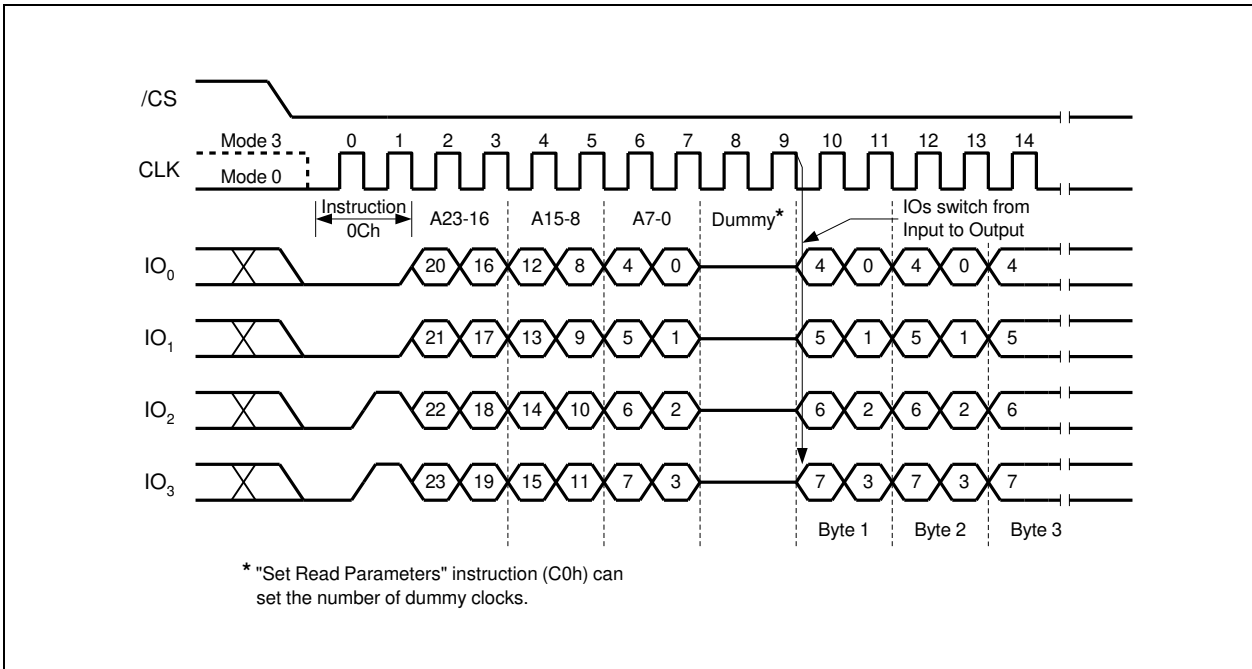 /CS
Mode 3
0 1 2 3 4 5 6 7 8 9 10 11 12 13 14
CLK
Mode 0
Instruction
0Ch
A23-16 A15-8 A7-0 Dummy*
IOs switch from
Input to Output
IO0 20 16 12 8 4 0 4 0 4 0 4
IO1 21 17 13 9 5 1 5 1 5 1 5
IO2 22 18 14 10 6 2 6 2 6 2 6
IO3 23 19 15 11 7 3 7 3 7 3 7
Byte 1 Byte 2 Byte 3
* "Set Read Parameters" instruction (C0h) can
set the number of dummy clocks.